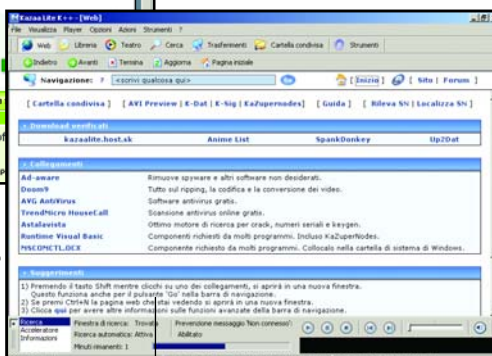 Kazaa Lite K++ - [Web]
File Visualizza Player Opzioni Azioni Strumenti ?
Web Libreria Teatro Cerca Trasferimenti Cartella condivisa Strumenti
Indietro Avanti Termina Aggiorna Pagina iniziale
Navigazione: ? <scrivi qualcosa qui> [Inizio] [ Sito | Forum ]
[ Cartella condivisa ] [ AVI Preview | K-Dat | K-Sig | KaZupernodes] [ Guida ] [ Rileva SN | Localizza SN ]
» Download verificati
kazaalite.host.sk Anime List SpankDonkey Up2Dat
» Collegamenti
Ad-aware Rimuove spyware e altri software non desiderati.
Doom9 Tutto sul ripping, la codifica e la conversione dei video.
AVG AntiVirus Software antivirus gratis.
TrendMicro HouseCall Scansione antivirus online gratis.
Astalavista Ottimo motore di ricerca per crack, numeri seriali e keygen.
Runtime Visual Basic Componenti richiesti da molti programmi. Incluso KaZuperNodes.
MSCOMCTL.OCX Componente richiesto da molti programmi. Collocalo nella cartella di sistema di Windows.
» Suggerimenti
1) Premendo il tasto Shift mentre clicchi su uno dei collegamenti, si aprirà in una nuova finestra.
Questo funziona anche per il pulsante 'Go' nella barra di navigazione.
2) Se premi Ctrl+N la pagina web che stai vedendo si aprirà in una nuova finestra.
3) Clicca qui per avere altre informazioni sulle funzioni avanzate della barra di navigazione.
Ricerca Finestra di ricerca: Trovata Prevenzione messaggio 'Non connesso':
Acceleratore Ricerca automatica: Attiva Abilitato
Informazioni Minuti rimanenti: 1